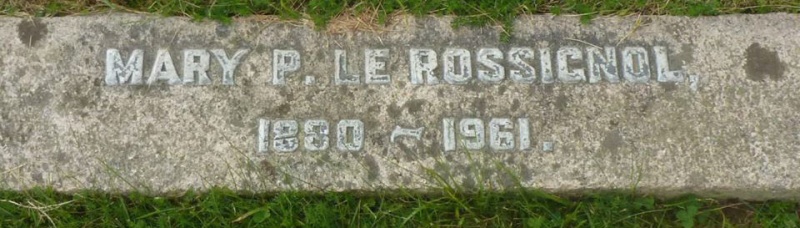 MARY P. LE ROSSIGNOL,
1880 ~ 1961.